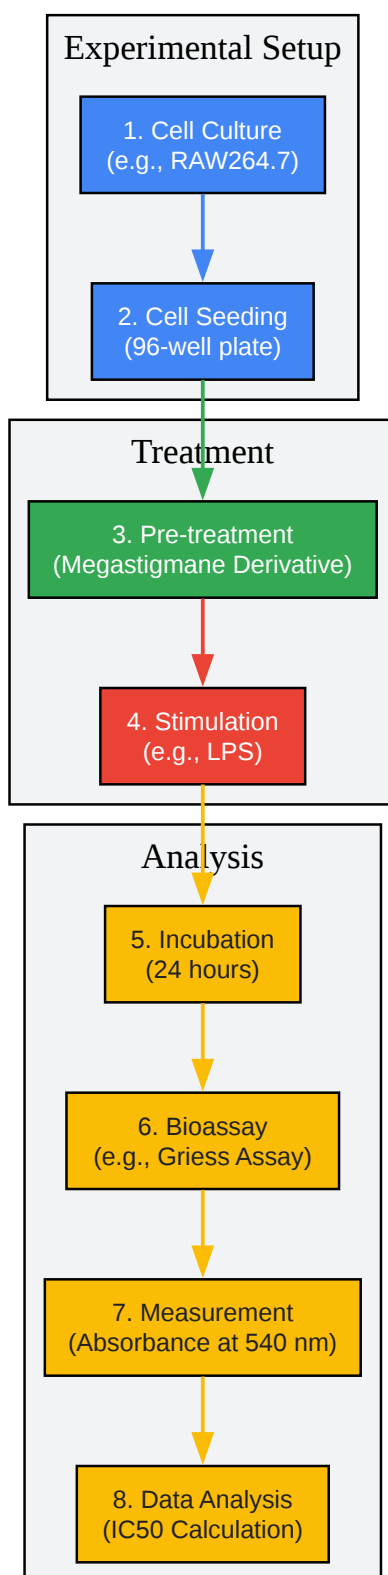 Experimental Setup
1. Cell Culture
(e.g., RAW264.7)
2. Cell Seeding
(96-well plate)
Treatment
3. Pre-treatment
(Megastigmane Derivative)
4. Stimulation
(e.g., LPS)
Analysis
5. Incubation
(24 hours)
6. Bioassay
(e.g., Griess Assay)
7. Measurement
(Absorbance at 540 nm)
8. Data Analysis
(IC50 Calculation)